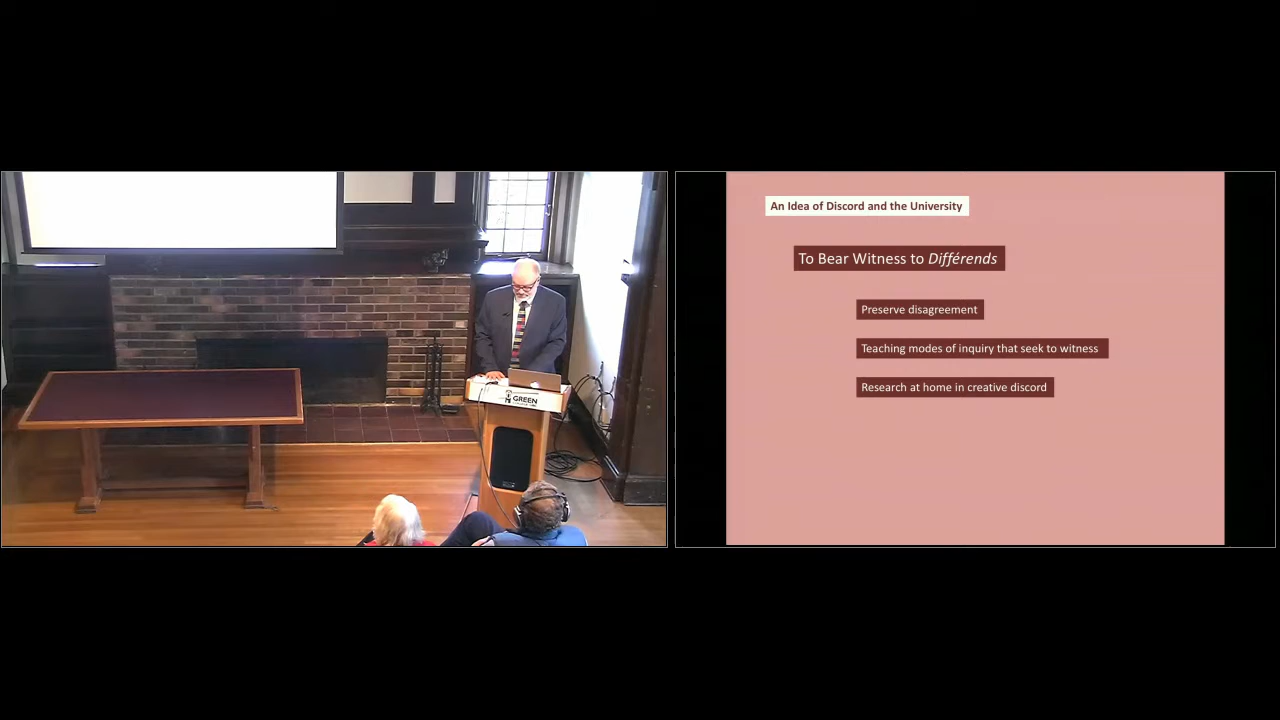 GREEN
An Idea of Discord and the University
To Bear Witness to Différends
Preserve disagreement
Teaching modes of inquiry that seek to witness
Research at home in creative discord